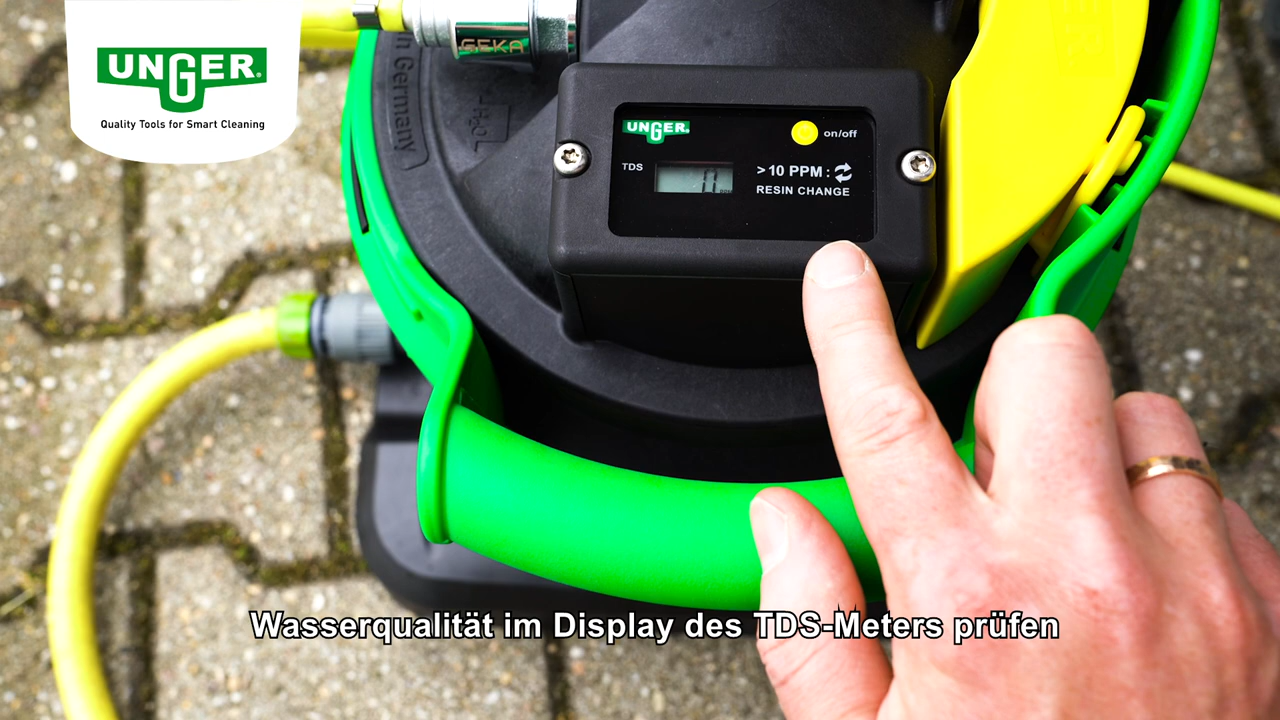 UNGER
Quality Tools for Smart Cleaning
GEKA
in Germany
UNGER
on/off
TDS
0
> 10 PPM :
RESIN CHANGE
Wasserqualität im Display des TDS-Meters prüfen